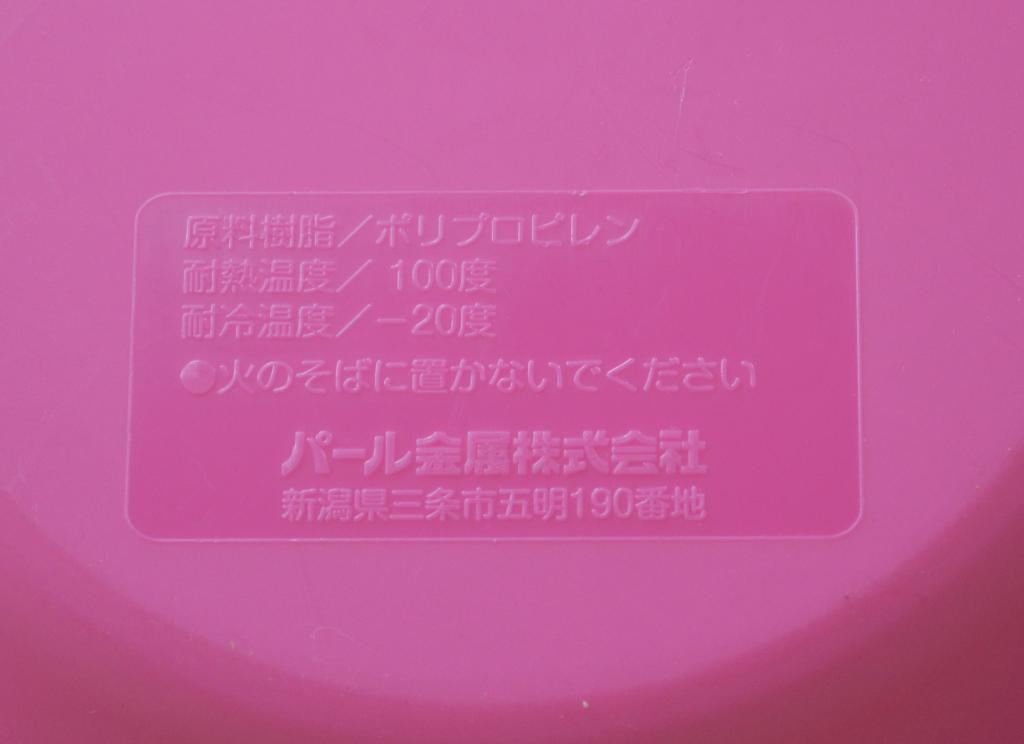 原料樹脂／ポリプロピレン
耐熱温度／ 100度
耐冷温度／−20度
●火のそばに置かないでください
パール金属株式会社
新潟県三条市五明190番地